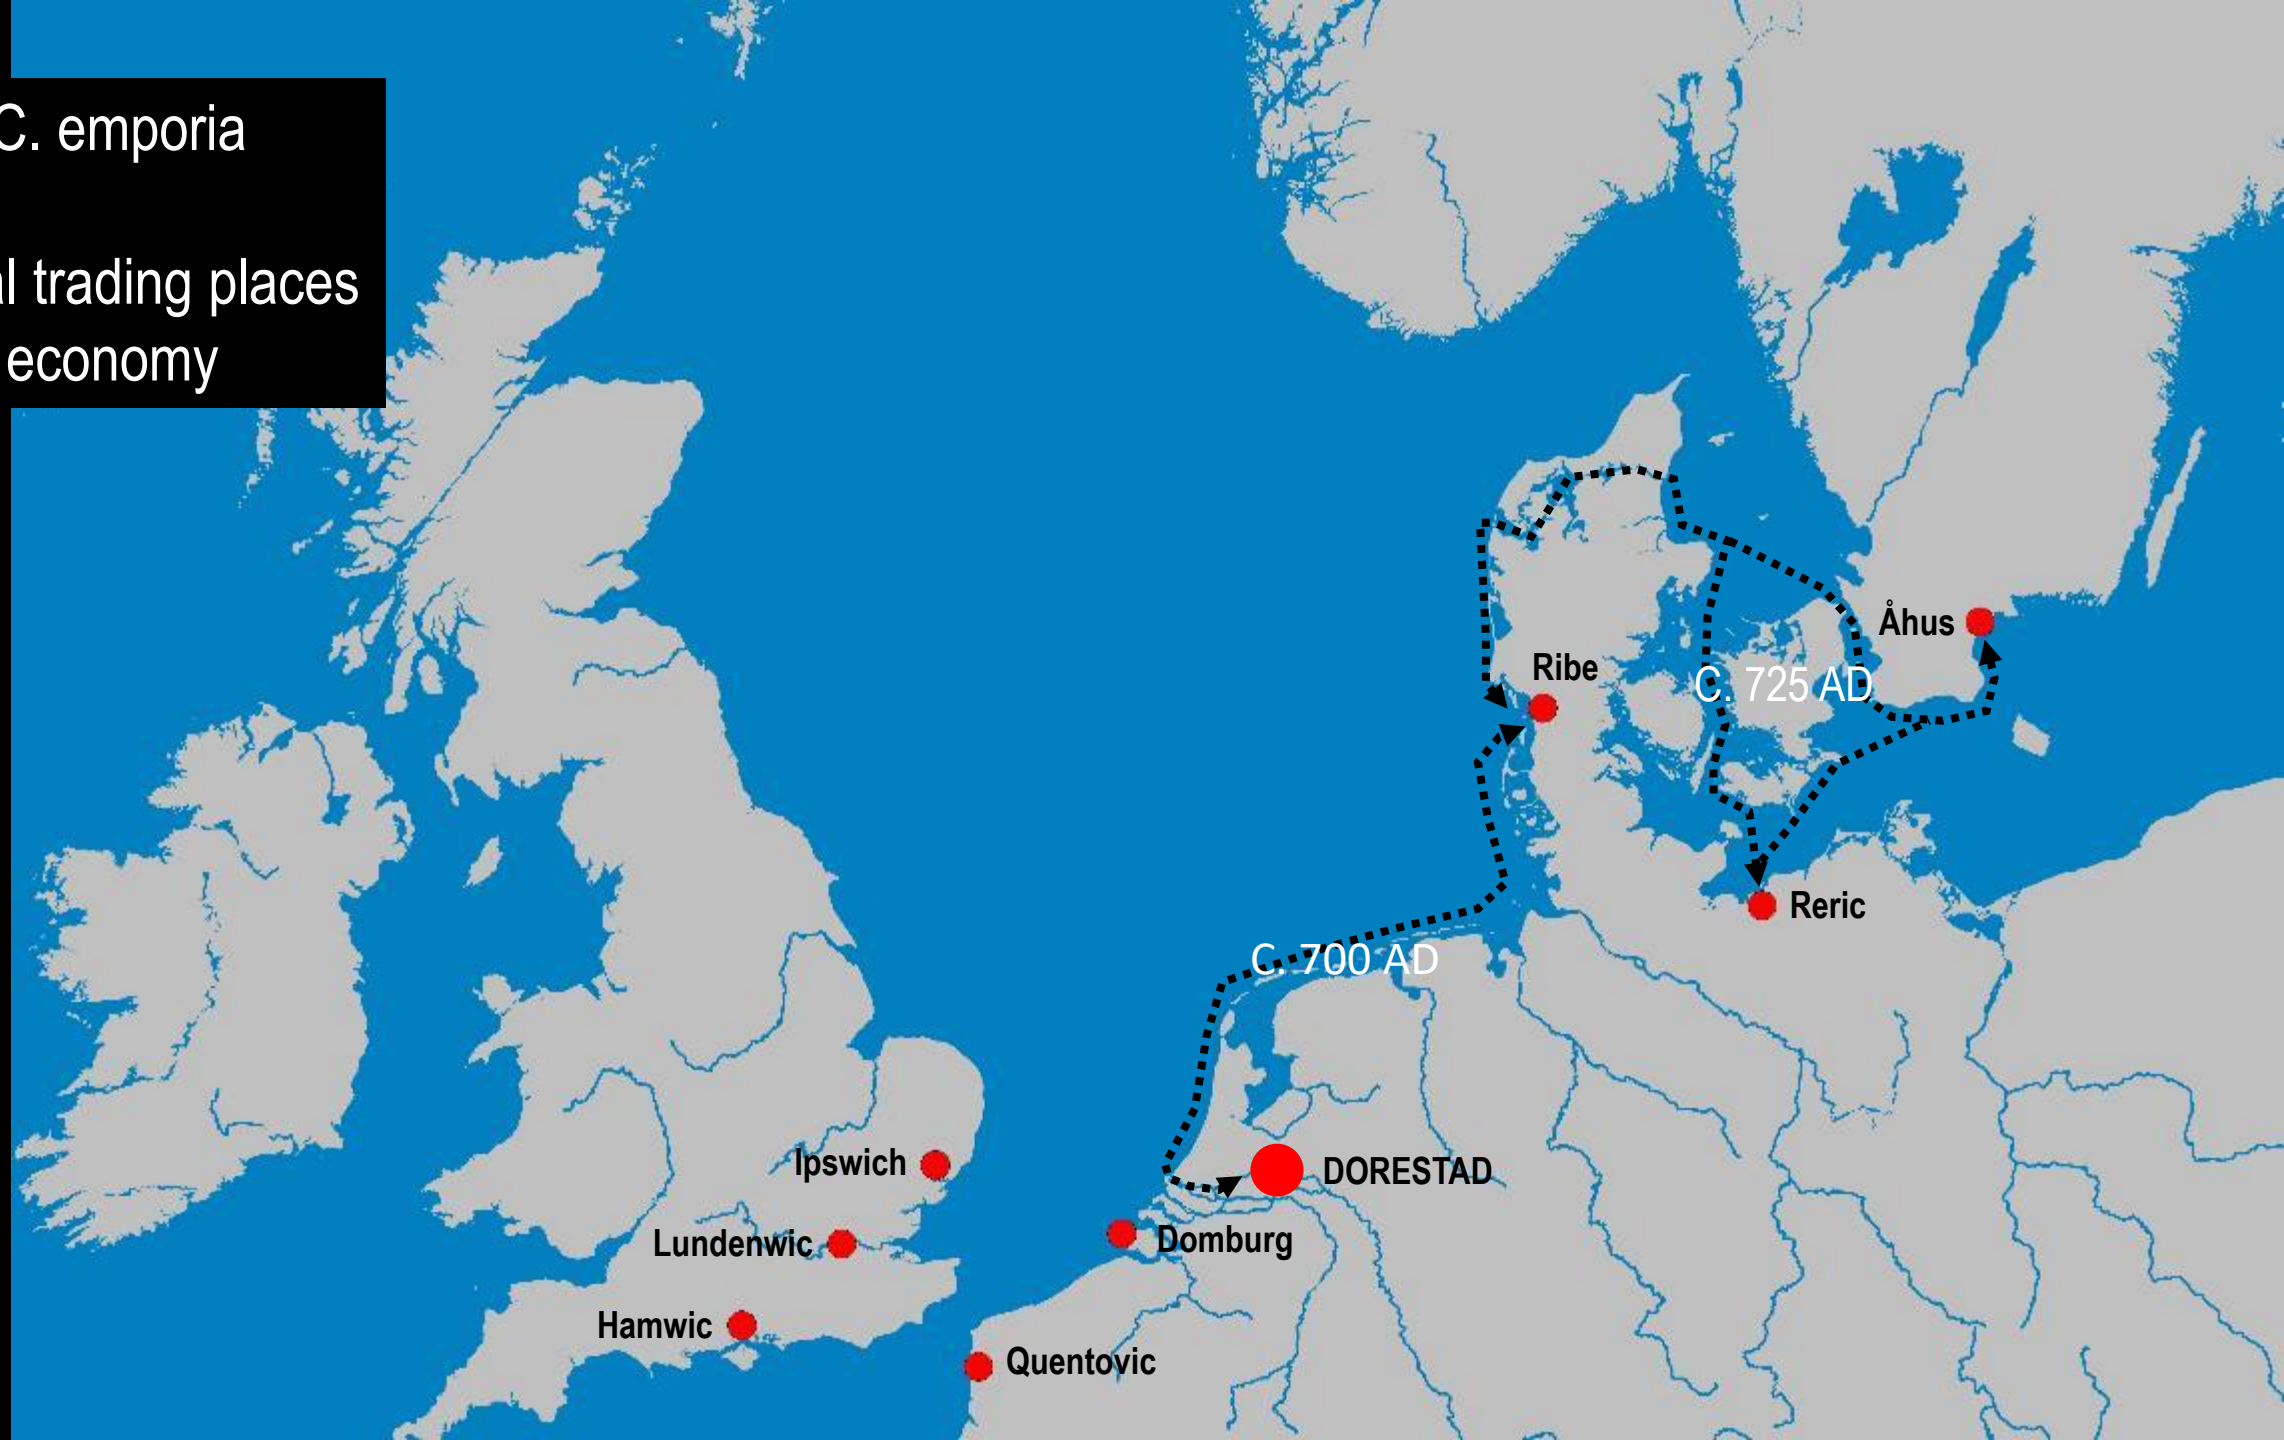 C. emporia
l trading places
economy
Åhus
Ribe
C. 725 AD
Reric
C. 700 AD
Ipswich
DORESTAD
Lundenwic
Domburg
Hamwic
Quentovic